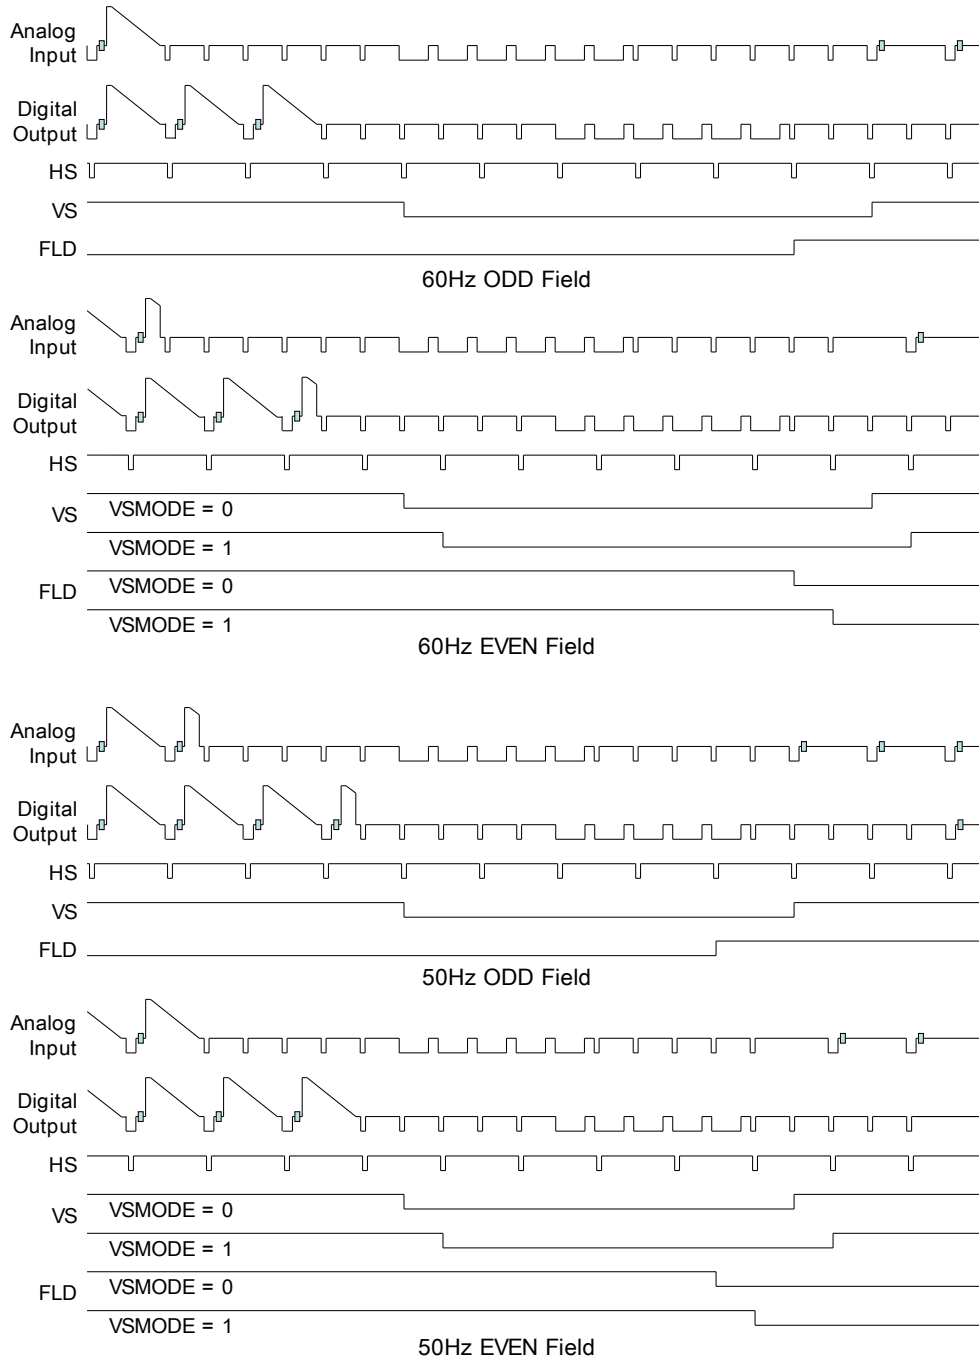 Analog
Input
Digital
Output
HS
VS
FLD
60Hz ODD Field
Analog
Input
Digital
Output
HS
VS
VSMODE = 0
VSMODE = 1
FLD
VSMODE = 0
VSMODE = 1
60Hz EVEN Field
Analog
Input
Digital
Output
HS
VS
FLD
50Hz ODD Field
Analog
Input
Digital
Output
HS
VS
VSMODE = 0
VSMODE = 1
FLD
VSMODE = 0
VSMODE = 1
50Hz EVEN Field